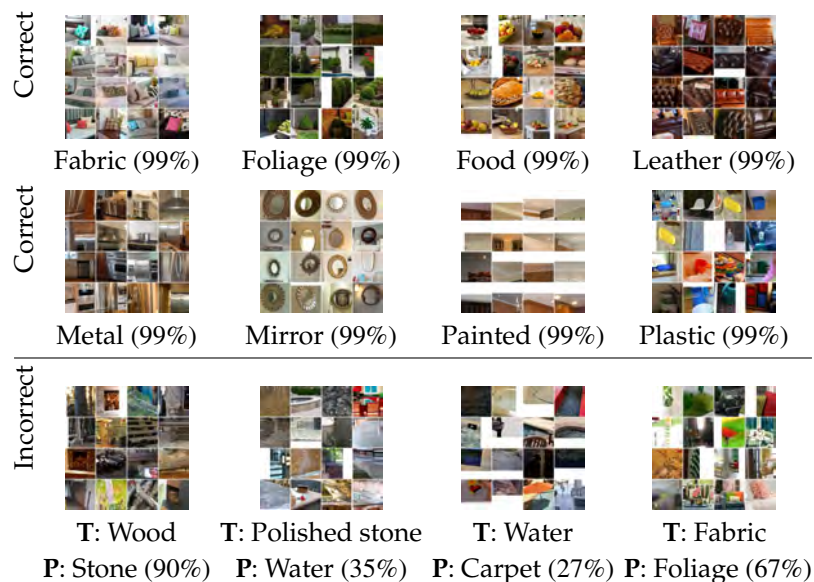 Correct
Fabric (99%) Foliage (99%) Food (99%) Leather (99%)
Correct
Metal (99%) Mirror (99%) Painted (99%) Plastic (99%)
Incorrect
T: Wood T: Polished stone T: Water T: Fabric
P: Stone (90%) P: Water (35%) P: Carpet (27%) P: Foliage (67%)